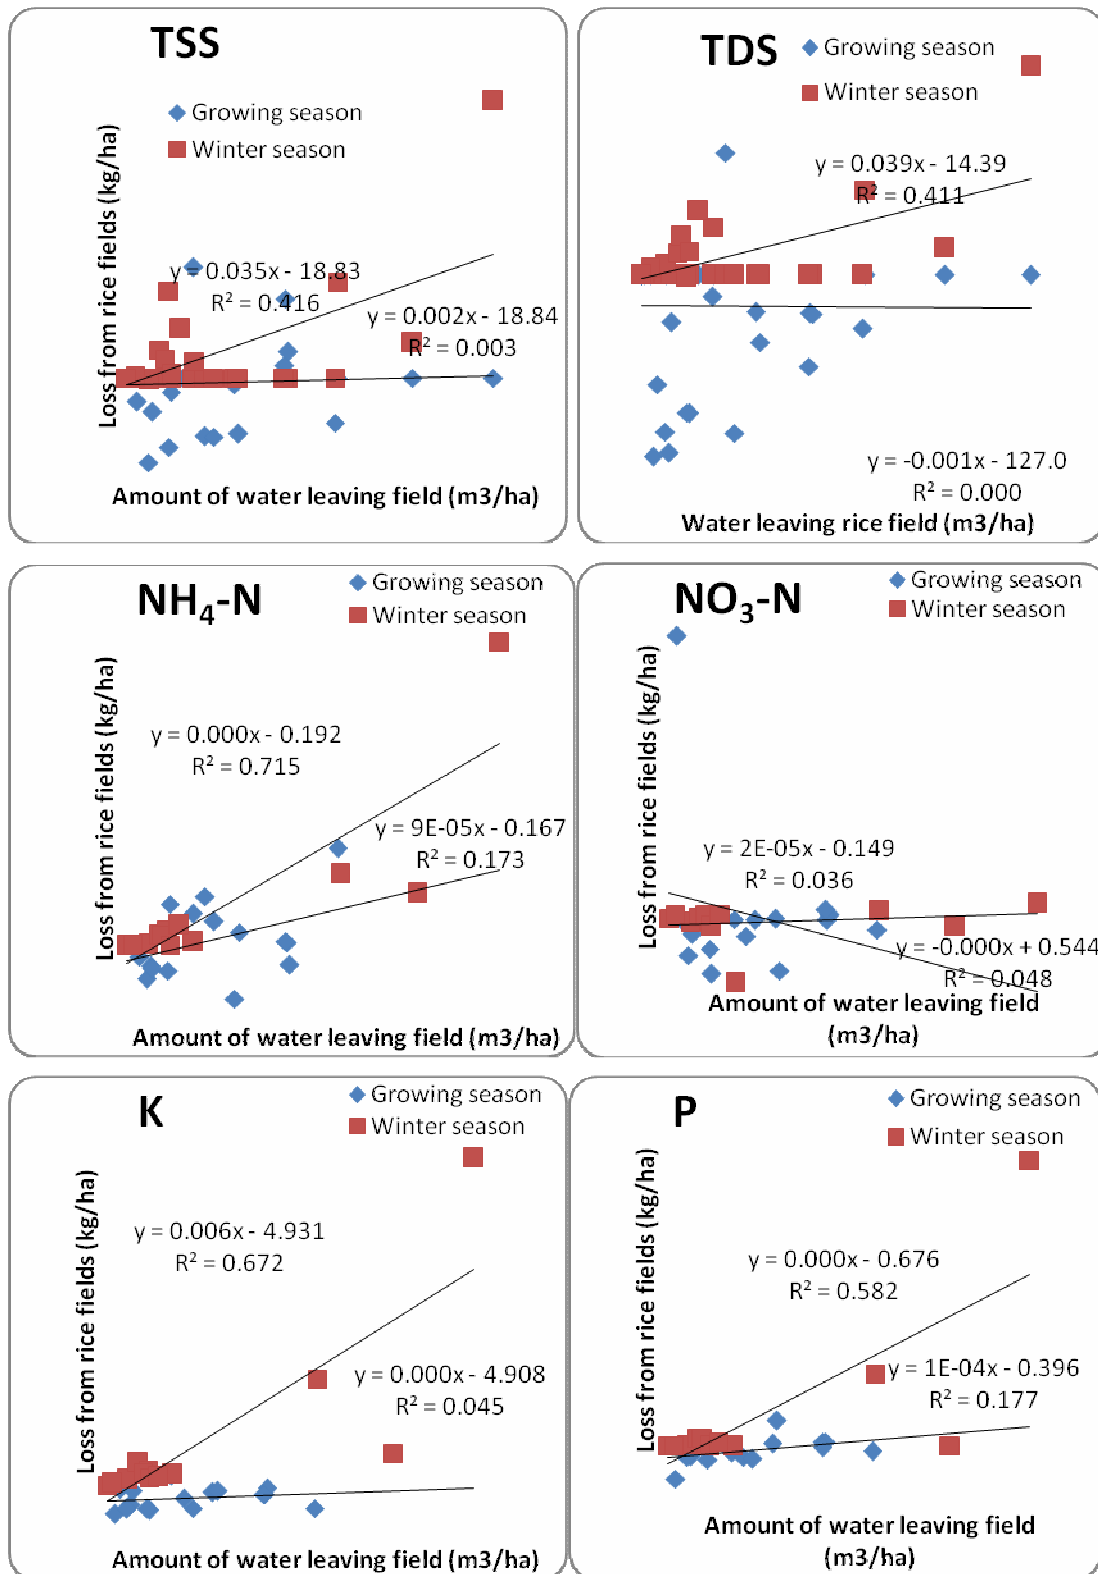 TSS
Growing season
Winter season
Loss from rice fields (kg/ha)
y = 0.035x - 18.83
R² = 0.416
y = 0.002x - 18.84
R² = 0.003
Amount of water leaving field (m3/ha)
TDS
Growing season
Winter season
y = 0.039x - 14.39
R² = 0.411
y = -0.001x - 127.0
R² = 0.000
Water leaving rice field (m3/ha)
NH₄-N
Growing season
Winter season
Loss from rice fields (kg/ha)
y = 0.000x - 0.192
R² = 0.715
y = 9E-05x - 0.167
R² = 0.173
Amount of water leaving field (m3/ha)
NO₃-N
Growing season
Winter season
Loss from rice fields (kg/ha)
y = 2E-05x - 0.149
R² = 0.036
y = -0.000x + 0.544
R² = 0.048
Amount of water leaving field
(m3/ha)
K
Growing season
Winter season
Loss from rice fields (kg/ha)
y = 0.006x - 4.931
R² = 0.672
y = 0.000x - 4.908
R² = 0.045
Amount of water leaving field (m3/ha)
P
Growing season
Winter season
Loss from rice fields (kg/ha)
y = 0.000x - 0.676
R² = 0.582
y = 1E-04x - 0.396
R² = 0.177
Amount of water leaving field
(m3/ha)